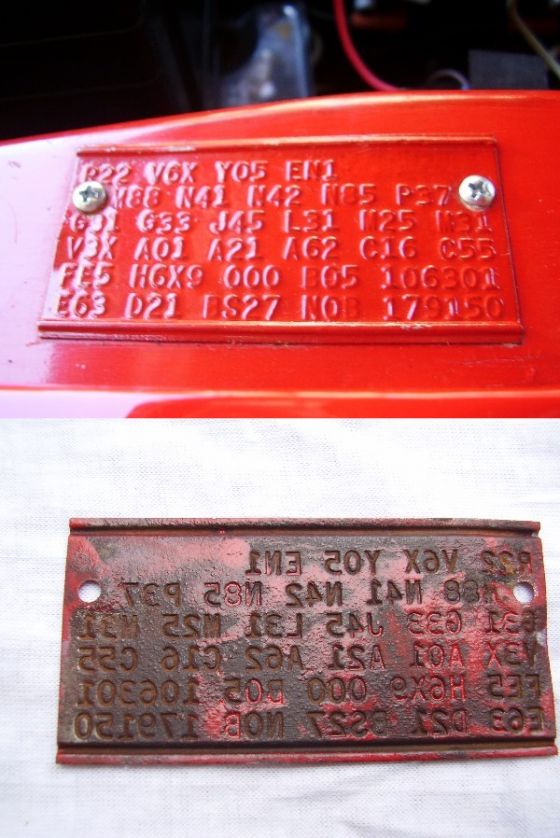 R22 V6X Y05 EN1
M88 N41 N42 N85 P37
G31 G33 J45 L31 M25 M31
V3X A01 A21 A62 C16 C55
FE5 H6X9 000 B05 106301
E63 D21 BS27 N0B 179150
R22 V6X Y05 EN1
M88 N41 N42 N85 P37
G31 G33 J45 L31 M25 M31
V3X A01 A21 A62 C16 C55
FE5 H6X9 000 B05 106301
E63 D21 BS27 N0B 179150